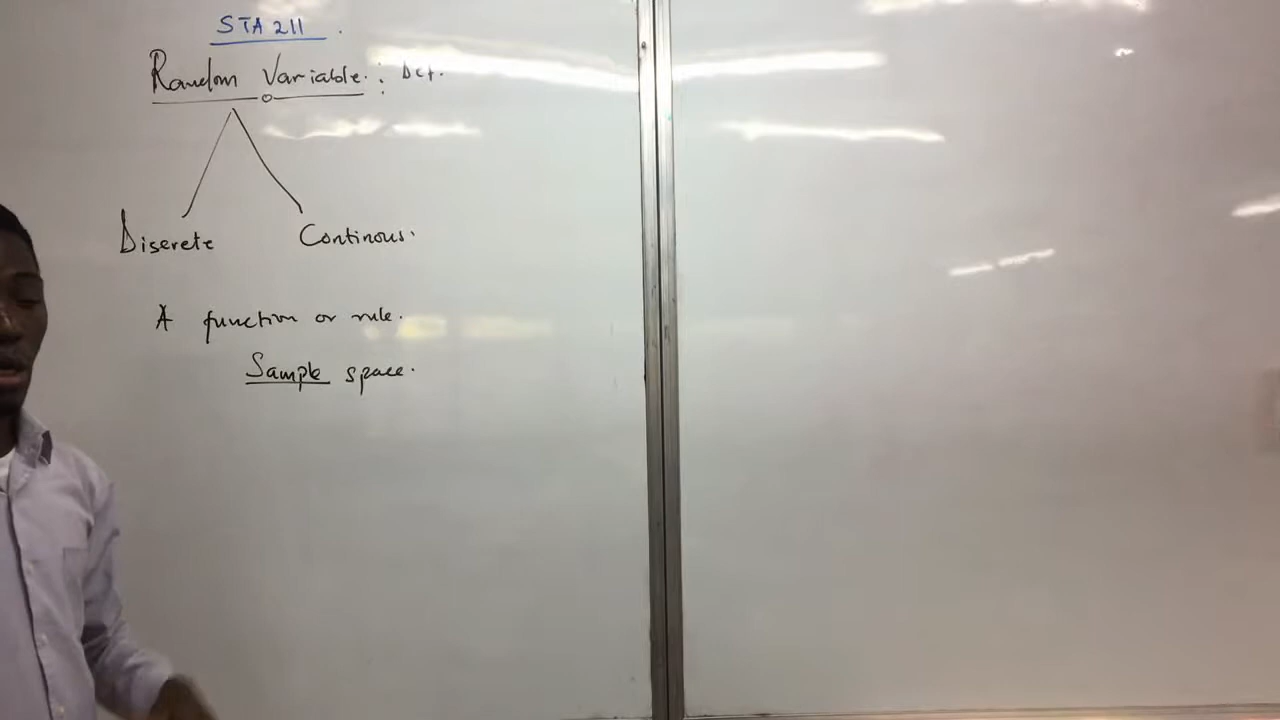 STA 211.
Random Variable: Def.
Discrete Continous.
A function or rule.
Sample space.